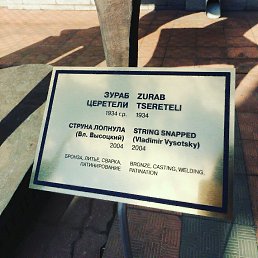 ЗУРАБ ZURAB
ЦЕРЕТЕЛИ TSERETELI
1934 г.р. 1934
СТРУНА ЛОПНУЛА STRING SNAPPED
(Вл. Высоцкий) (Vladimir Vysotsky)
2004 2004
БРОНЗА, ЛИТЬЕ, СВАРКА, BRONZE, CASTING, WELDING,
ПАТИНИРОВАНИЕ PATINATION